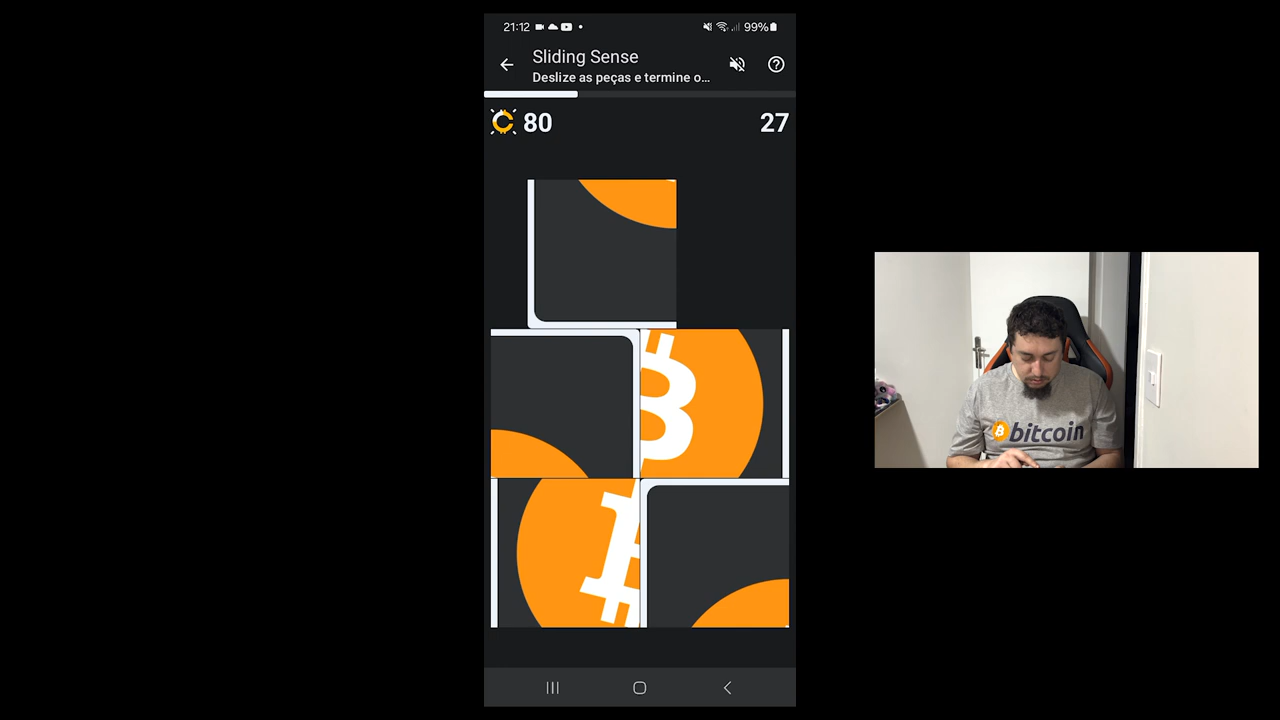 21:12
99%
Sliding Sense
Deslize as peças e termine o...
80
27
bitcoin